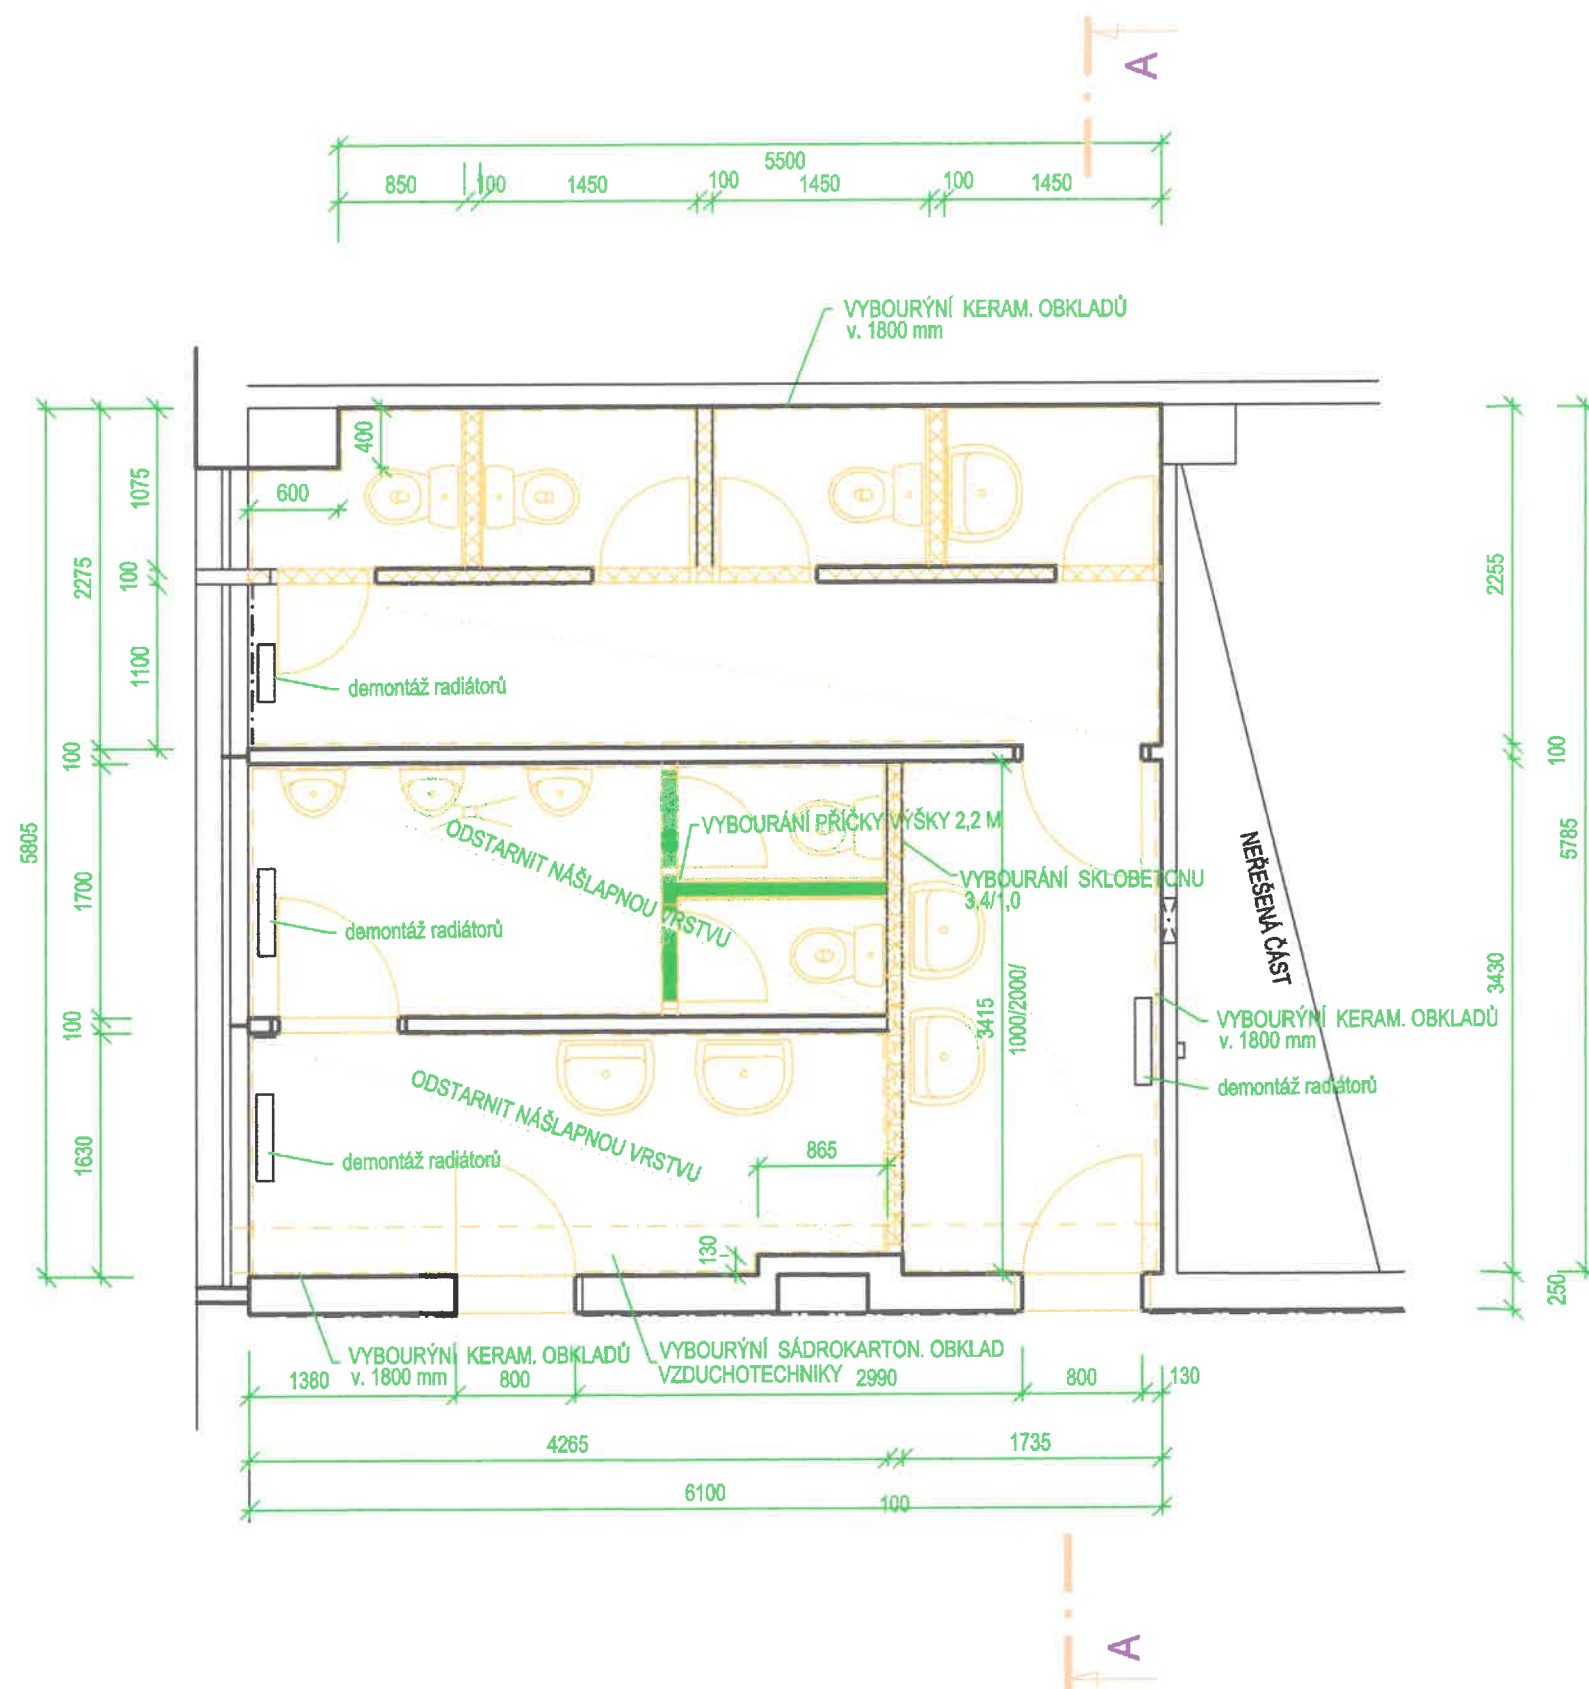 A
5500
850
100
1450
100
1450
100
1450
VYBOURÝNÍ KERAM. OBKLADŮ
v. 1800 mm
400
600
1075
100
1100
2275
100
1700
100
1630
5805
2255
100
3430
250
5785
demontáž radiátorů
VYBOURÁNÍ PŘÍČKY VÝŠKY 2,2 M
ODSTARNIT NÁŠLAPNOU VRSTVU
VYBOURÁNÍ SKLOBETONU
3,4/1,0
NEŘEŠENÁ ČÁST
demontáž radiátorů
3415
1000/2000/
1000/2000/
VYBOURÝNÍ KERAM. OBKLADŮ
v. 1800 mm
demontáž radiátorů
ODSTARNIT NÁŠLAPNOU VRSTVU
demontáž radiátorů
865
130
VYBOURÝNÍ KERAM. OBKLADŮ
v. 1800 mm
VYBOURÝNÍ SÁDROKARTON. OBKLAD
VZDUCHOTECHNIKY
1380
800
2990
800
130
4265
1735
6100
100
A